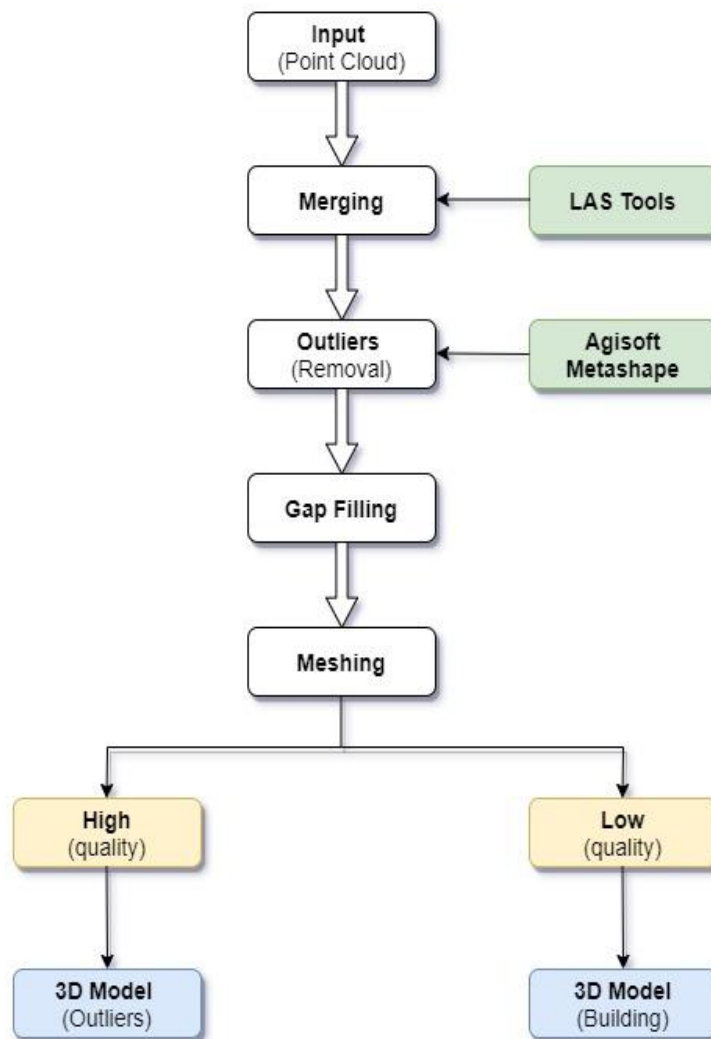 Input
(Point Cloud)
Merging
LAS Tools
Outliers
(Removal)
Agisoft
Metashape
Gap Filling
Meshing
High
(quality)
Low
(quality)
3D Model
(Outliers)
3D Model
(Building)